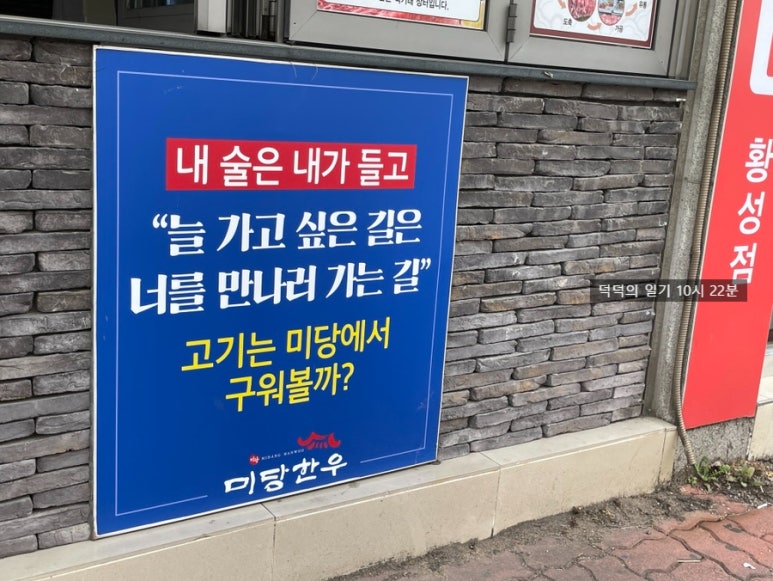 내 술은 내가 들고
“늘 가고 싶은 길은
너를 만나러 가는 길”
고기는 미당에서
구워볼까?
MIDANG HANWOO
미당한우
황성점
덕덕의 일기 10시 22분